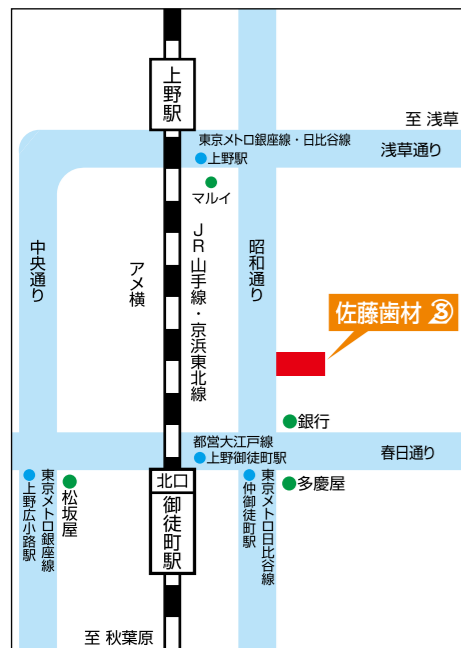 上野駅
至 浅草
東京メトロ銀座線・日比谷線
上野駅
浅草通り
マルイ
中央通り
アメ横
JR山手線・京浜東北線
昭和通り
佐藤歯材 S
銀行
都営大江戸線
上野御徒町駅
春日通り
東京メトロ銀座線
上野広小路駅
松坂屋
北口
御徒町駅
東京メトロ日比谷線
仲御徒町駅
多慶屋
至 秋葉原